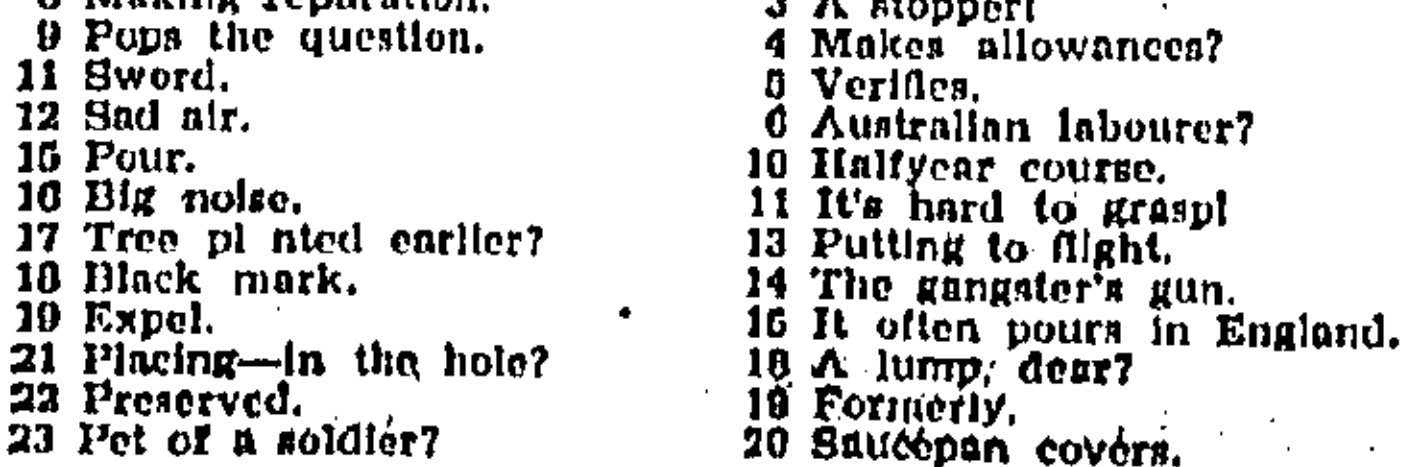 8 Making reparation.
9 Pops the question.
11 Sword.
12 Sad air.
15 Pour.
16 Big noise.
17 Tree pl nted earlier?
18 Black mark.
19 Expel.
21 Placing—in the hole?
22 Preserved.
23 Pet of a soldier?
3 A stopper!
4 Makes allowances?
5 Verifies.
6 Australian labourer?
10 Halfyear course.
11 It's hard to grasp!
13 Putting to flight.
14 The gangster's gun.
16 It often pours in England.
18 A lump, dear?
19 Formerly.
20 Saucepan covers.